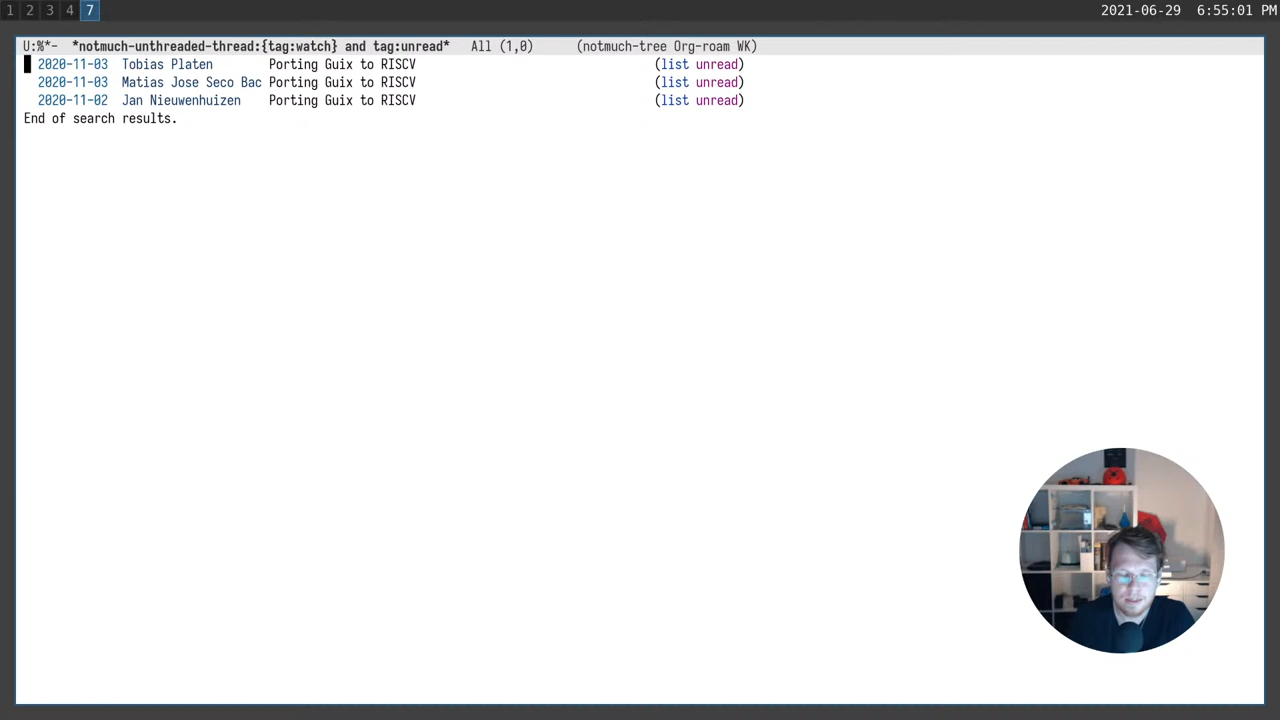 1 2 3 4 7 2021-06-29 6:55:01 PM
U:%*- *notmuch-unthreaded-thread:{tag:watch} and tag:unread* All (1,0) (notmuch-tree Org-roam WK)
2020-11-03 Tobias Platen Porting Guix to RISCV (list unread)
2020-11-03 Matias Jose Seco Bac Porting Guix to RISCV (list unread)
2020-11-02 Jan Nieuwenhuizen Porting Guix to RISCV (list unread)
End of search results.